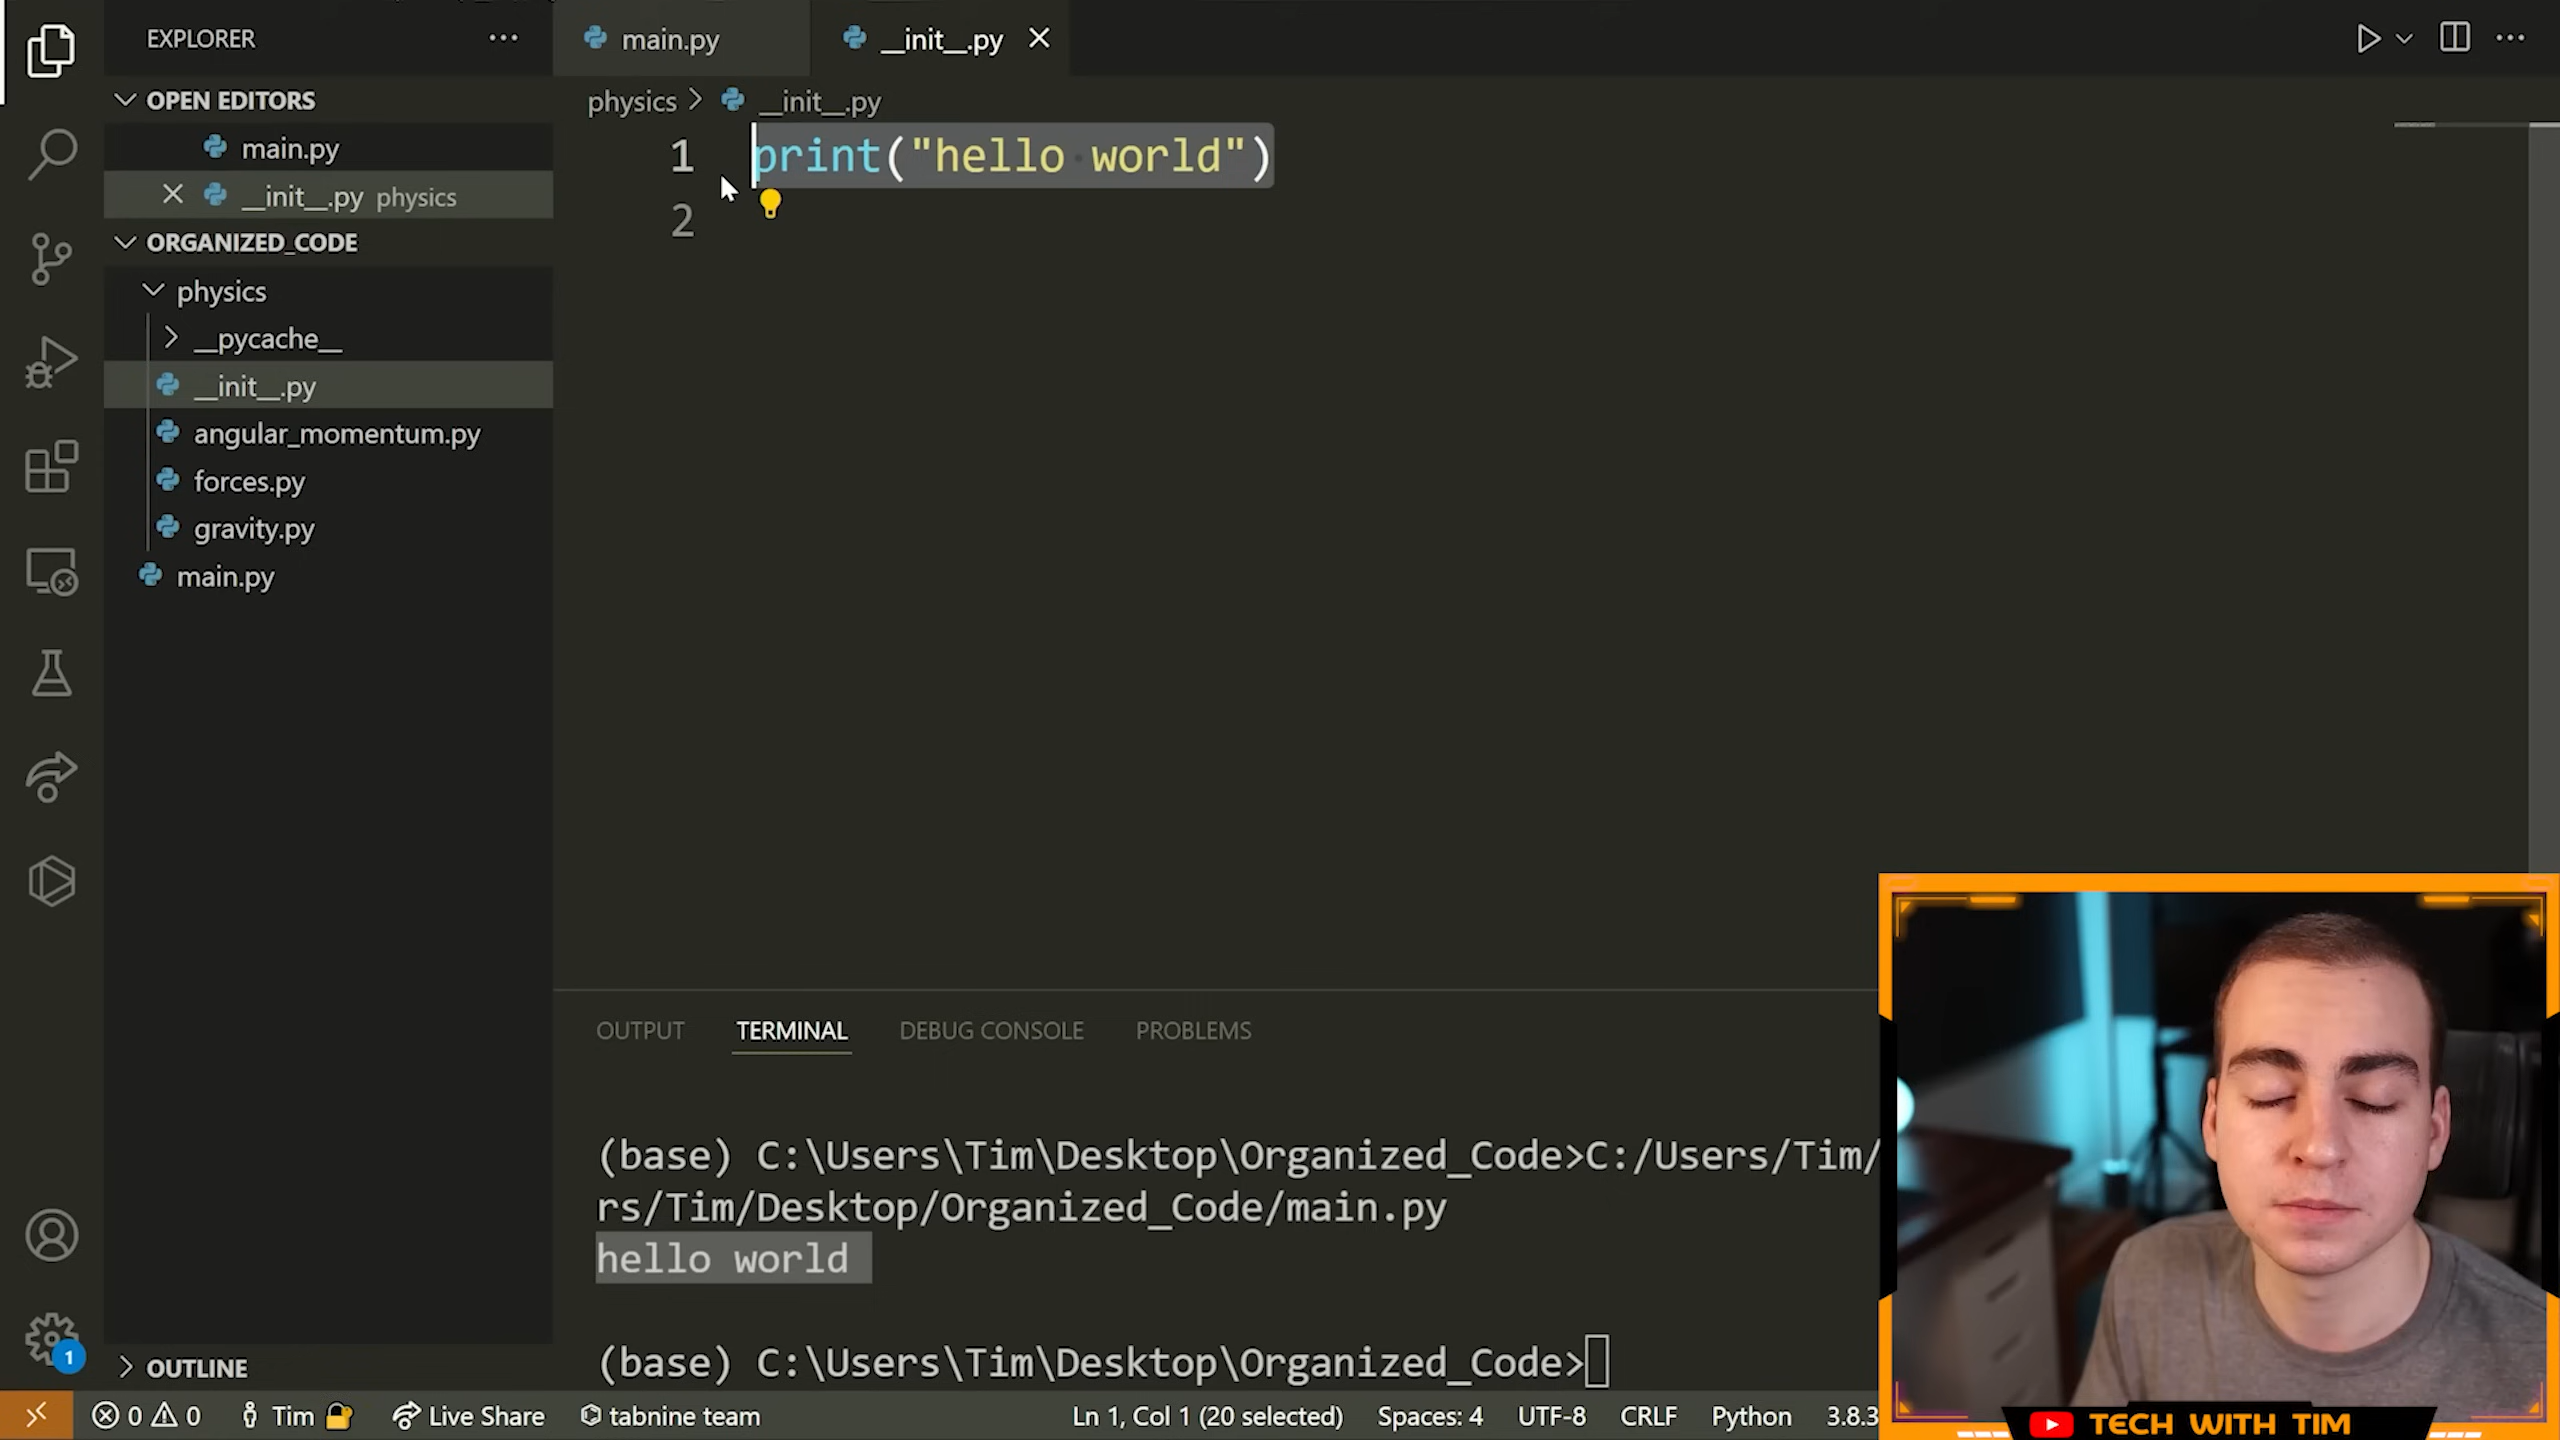 EXPLORER
main.py
__init__.py
OPEN EDITORS
main.py
__init__.py physics
ORGANIZED_CODE
physics
__pycache__
__init__.py
angular_momentum.py
forces.py
gravity.py
main.py
OUTLINE
physics > __init__.py
1 print("hello world")
2
OUTPUT TERMINAL DEBUG CONSOLE PROBLEMS
(base) C:\Users\Tim\Desktop\Organized_Code>C:/Users/Tim/
rs/Tim/Desktop/Organized_Code/main.py
hello world
(base) C:\Users\Tim\Desktop\Organized_Code>
1
0 0 Tim Live Share tabnine team Ln 1, Col 1 (20 selected) Spaces: 4 UTF-8 CRLF Python 3.8.3
TECH WITH TIM